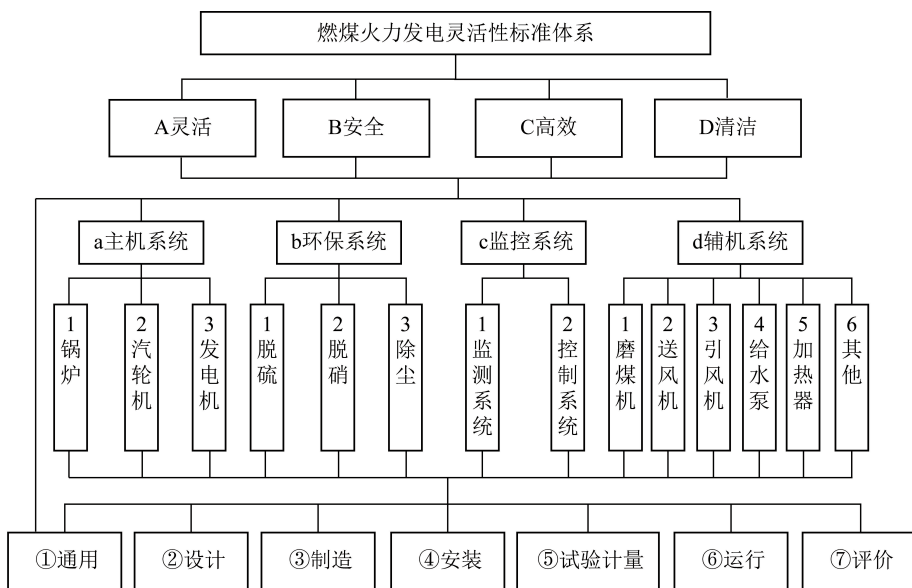 燃煤火力发电灵活性标准体系
A灵活
B安全
C高效
D清洁
a主机系统
b环保系统
c监控系统
d辅机系统
1锅炉
2汽轮机
3发电机
1脱硫
2脱硝
3除尘
1监测系统
2控制系统
1磨煤机
2送风机
3引风机
4给水泵
5加热器
6其他
①通用
②设计
③制造
④安装
⑤试验计量
⑥运行
⑦评价